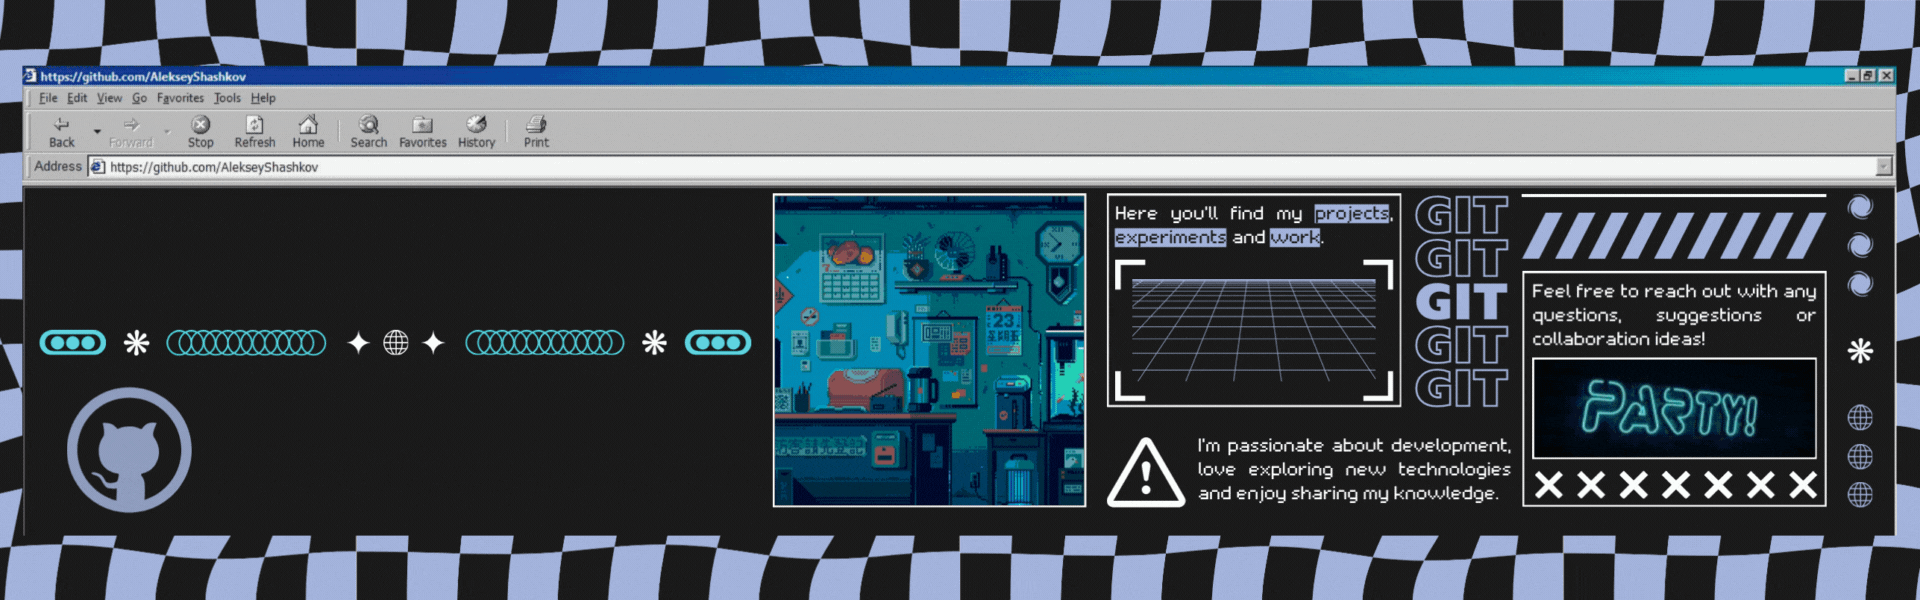 https://github.com/AlekseyShashkov
File Edit View Go Favorites Tools Help
Back Forward Stop Refresh Home Search Favorites History Print
Address https://github.com/AlekseyShashkov
23
Here you'll find my projects,
experiments and work.
GIT
GIT
GIT
GIT
GIT
I'm passionate about development,
love exploring new technologies
and enjoy sharing my knowledge.
Feel free to reach out with any
questions, suggestions or
collaboration ideas!
PARTY!